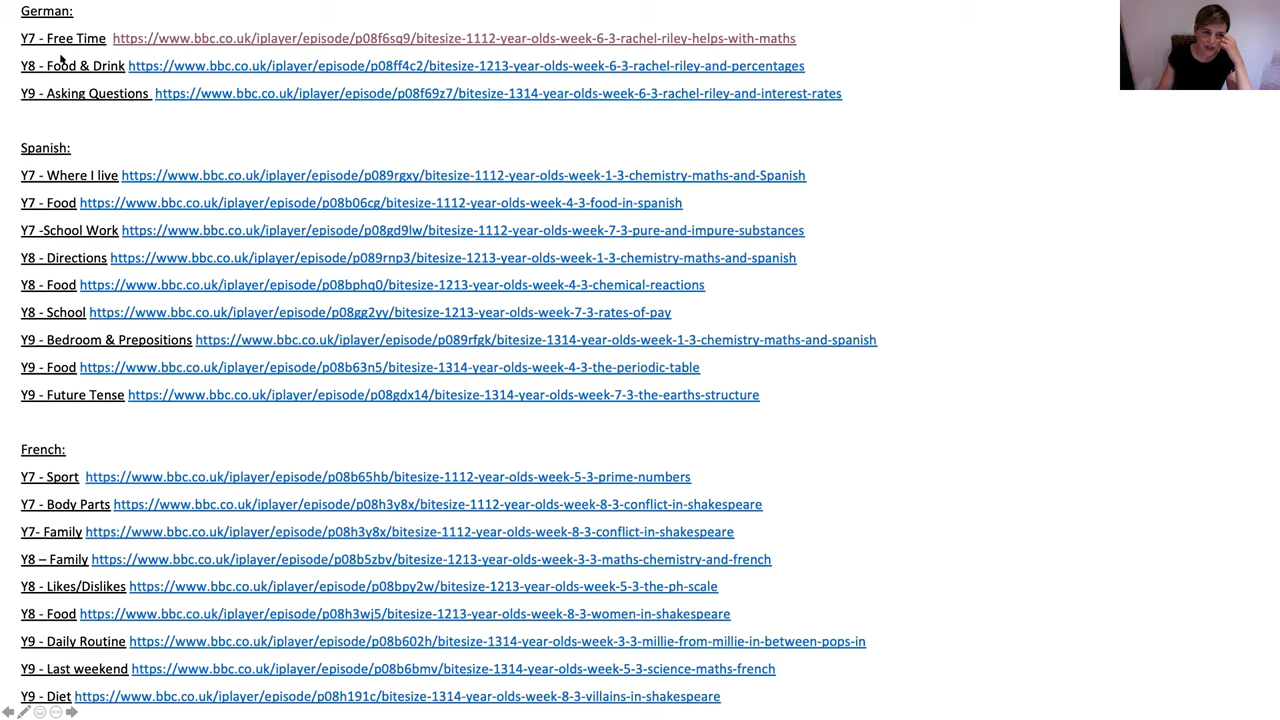 German:
Y7 - Free Time https://www.bbc.co.uk/iplayer/episode/p08f6sq9/bitesize-1112-year-olds-week-6-3-rachel-riley-helps-with-maths
Y8 - Food & Drink https://www.bbc.co.uk/iplayer/episode/p08ff4c2/bitesize-1213-year-olds-week-6-3-rachel-riley-and-percentages
Y9 - Asking Questions https://www.bbc.co.uk/iplayer/episode/p08f69z7/bitesize-1314-year-olds-week-6-3-rachel-riley-and-interest-rates
Spanish:
Y7 - Where I live https://www.bbc.co.uk/iplayer/episode/p089rgxy/bitesize-1112-year-olds-week-1-3-chemistry-maths-and-Spanish
Y7 - Food https://www.bbc.co.uk/iplayer/episode/p08b06cg/bitesize-1112-year-olds-week-4-3-food-in-spanish
Y7 -School Work https://www.bbc.co.uk/iplayer/episode/p08gd9lw/bitesize-1112-year-olds-week-7-3-pure-and-impure-substances
Y8 - Directions https://www.bbc.co.uk/iplayer/episode/p089rnp3/bitesize-1213-year-olds-week-1-3-chemistry-maths-and-spanish
Y8 - Food https://www.bbc.co.uk/iplayer/episode/p08bphq0/bitesize-1213-year-olds-week-4-3-chemical-reactions
Y8 - School https://www.bbc.co.uk/iplayer/episode/p08gg2yy/bitesize-1213-year-olds-week-7-3-rates-of-pay
Y9 - Bedroom & Prepositions https://www.bbc.co.uk/iplayer/episode/p089rfgk/bitesize-1314-year-olds-week-1-3-chemistry-maths-and-spanish
Y9 - Food https://www.bbc.co.uk/iplayer/episode/p08b63n5/bitesize-1314-year-olds-week-4-3-the-periodic-table
Y9 - Future Tense https://www.bbc.co.uk/iplayer/episode/p08gdx14/bitesize-1314-year-olds-week-7-3-the-earths-structure
French:
Y7 - Sport https://www.bbc.co.uk/iplayer/episode/p08b65hb/bitesize-1112-year-olds-week-5-3-prime-numbers
Y7 - Body Parts https://www.bbc.co.uk/iplayer/episode/p08h3y8x/bitesize-1112-year-olds-week-8-3-conflict-in-shakespeare
Y7- Family https://www.bbc.co.uk/iplayer/episode/p08h3y8x/bitesize-1112-year-olds-week-8-3-conflict-in-shakespeare
Y8 – Family https://www.bbc.co.uk/iplayer/episode/p08b5zbv/bitesize-1213-year-olds-week-3-3-maths-chemistry-and-french
Y8 - Likes/Dislikes https://www.bbc.co.uk/iplayer/episode/p08bpy2w/bitesize-1213-year-olds-week-5-3-the-ph-scale
Y8 - Food https://www.bbc.co.uk/iplayer/episode/p08h3wj5/bitesize-1213-year-olds-week-8-3-women-in-shakespeare
Y9 - Daily Routine https://www.bbc.co.uk/iplayer/episode/p08b602h/bitesize-1314-year-olds-week-3-3-millie-from-millie-in-between-pops-in
Y9 - Last weekend https://www.bbc.co.uk/iplayer/episode/p08b6bmv/bitesize-1314-year-olds-week-5-3-science-maths-french
Y9 - Diet https://www.bbc.co.uk/iplayer/episode/p08h191c/bitesize-1314-year-olds-week-8-3-villains-in-shakespeare